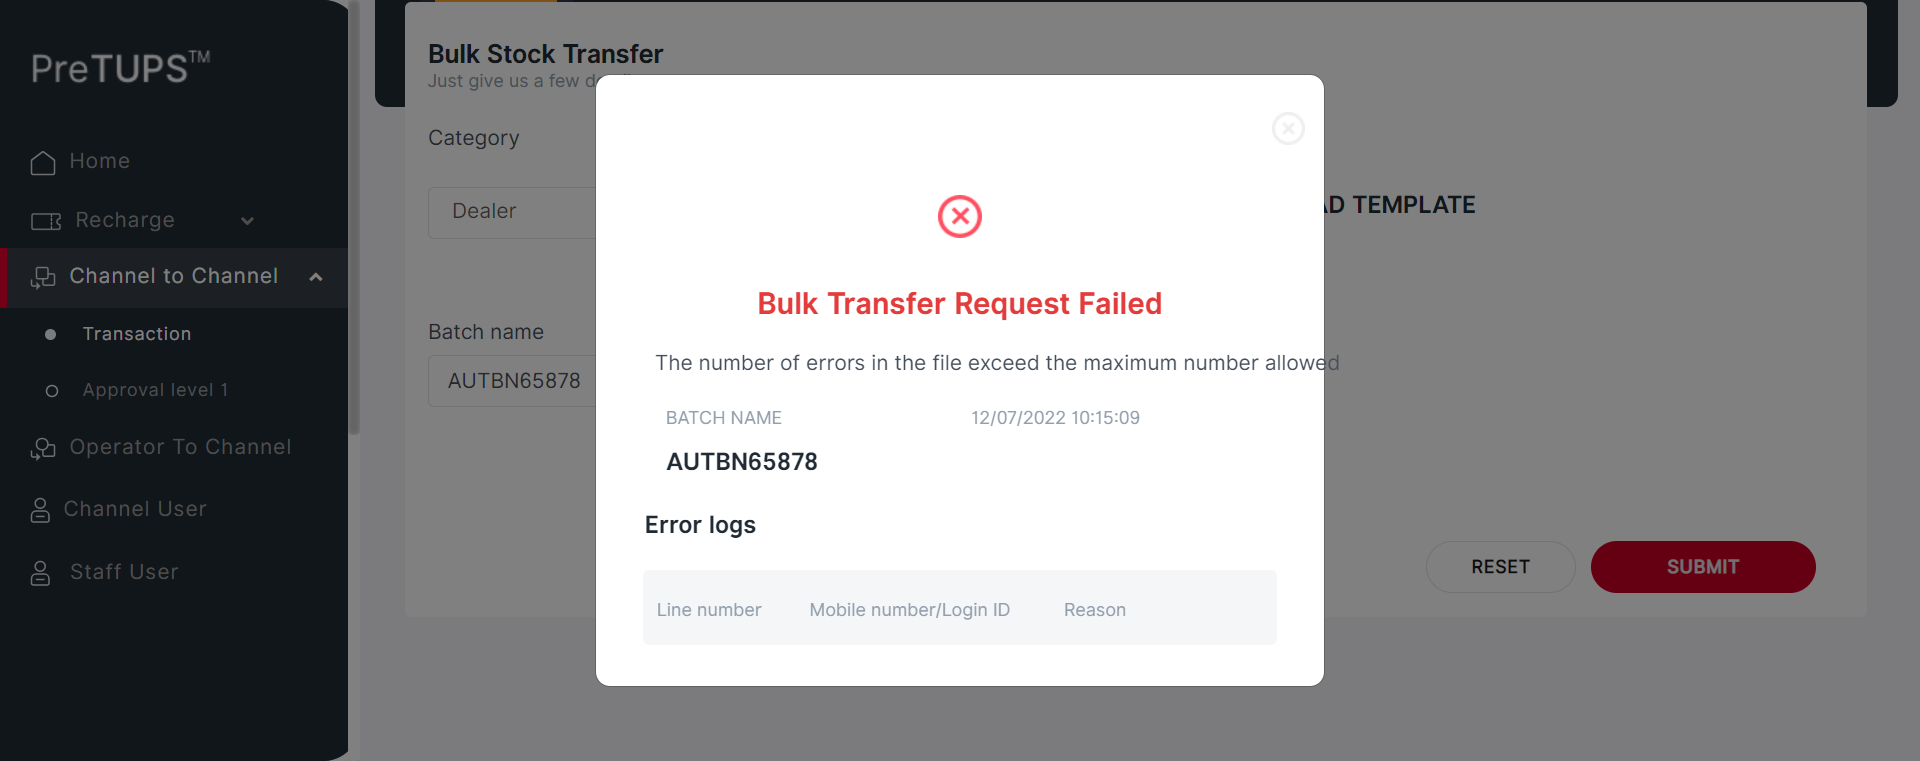 PreTUPS™
Home
Recharge
Channel to Channel
Transaction
Approval level 1
Operator To Channel
Channel User
Staff User
Bulk Stock Transfer
Just give us a few
Category
Dealer
TEMPLATE
Batch name
AUTBN65878
RESET
SUBMIT
Bulk Transfer Request Failed
The number of errors in the file exceed the maximum number allowed
BATCH NAME 12/07/2022 10:15:09
AUTBN65878
Error logs
Line number Mobile number/Login ID Reason